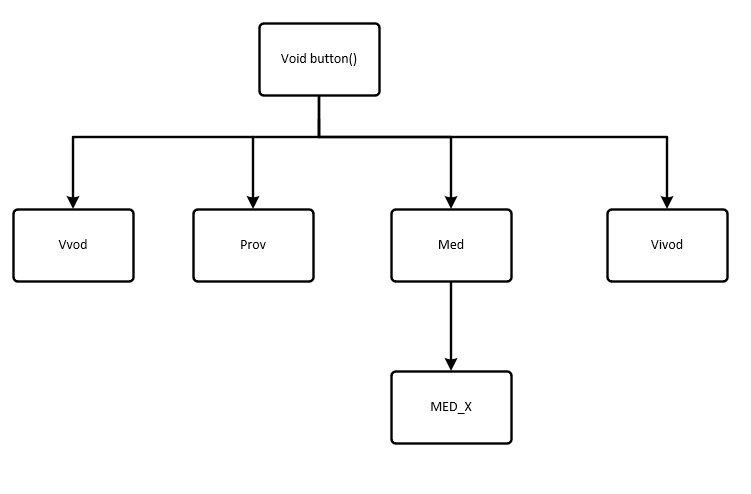 Void button()
Vvod
Prov
Med
Vivod
MED_X